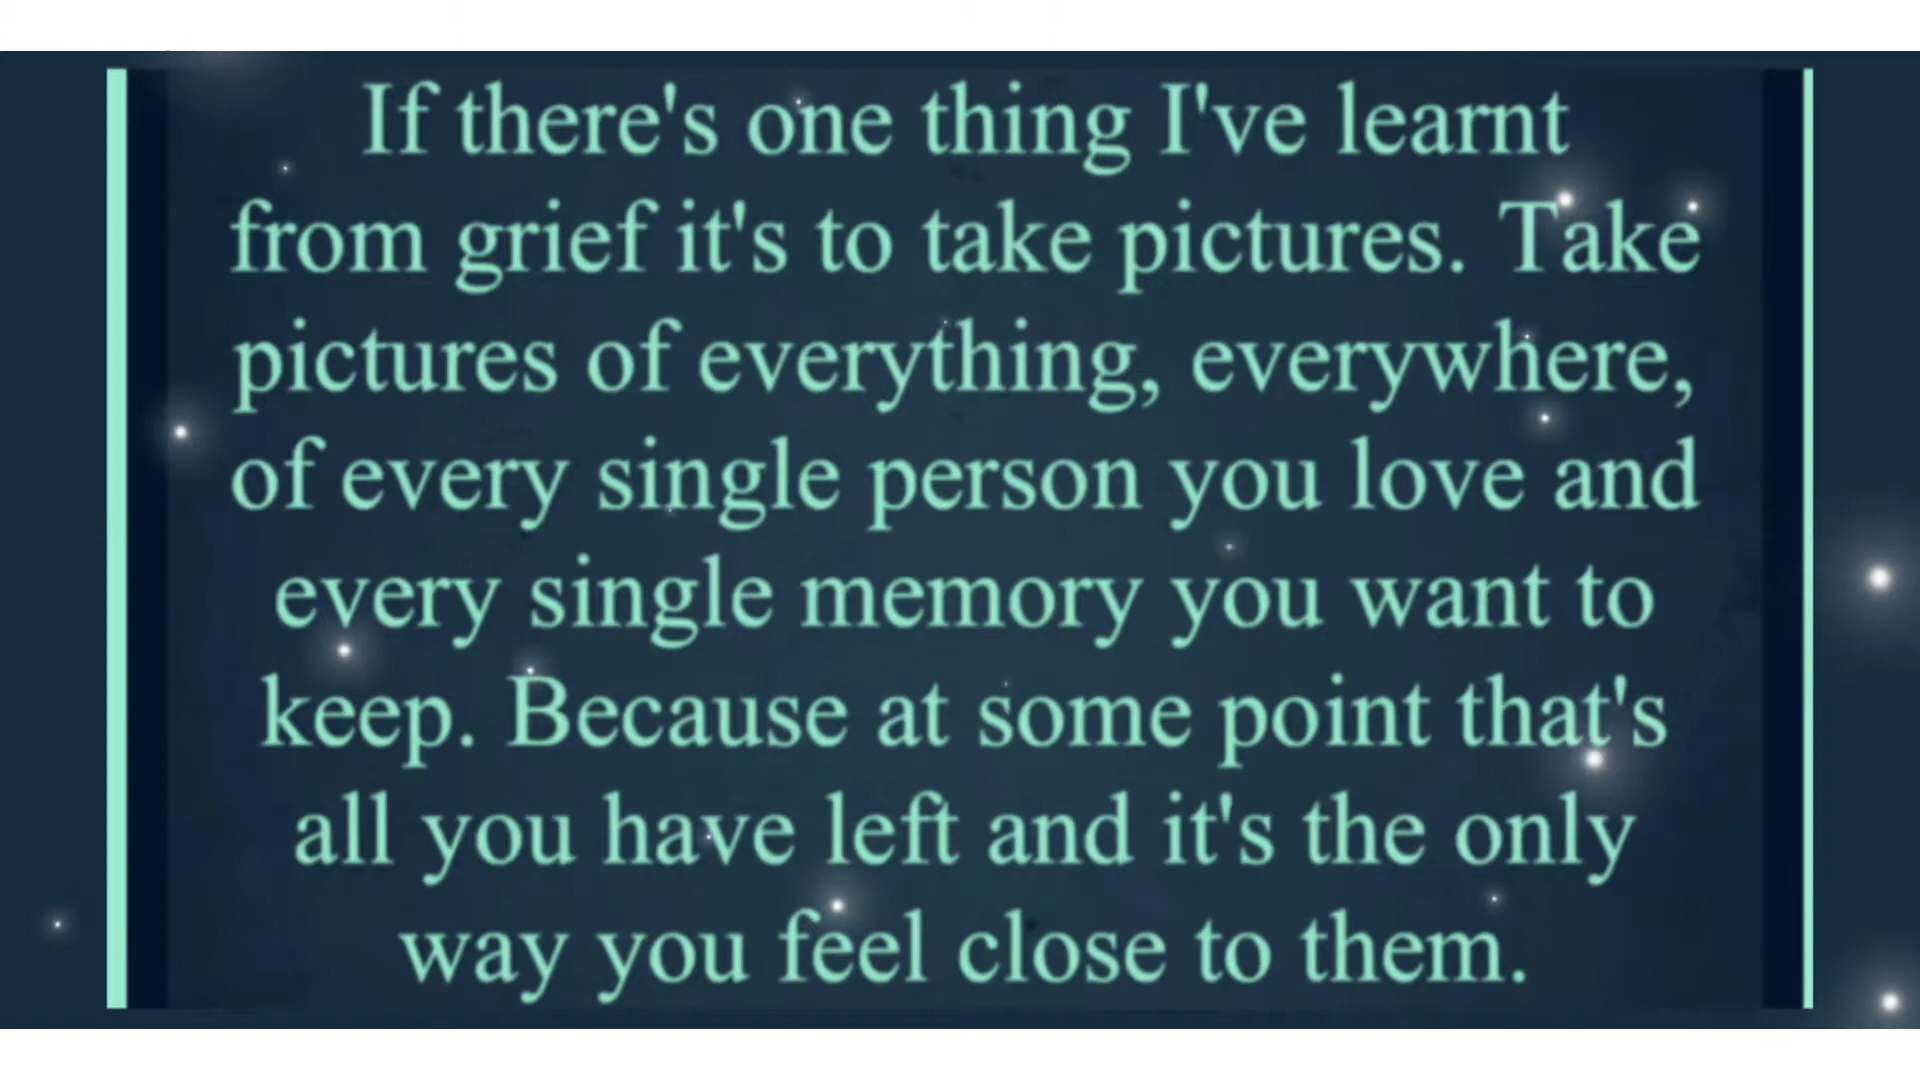 If there's one thing I've learnt
from grief it's to take pictures. Take
pictures of everything, everywhere,
of every single person you love and
every single memory you want to
keep. Because at some point that's
all you have left and it's the only
way you feel close to them.